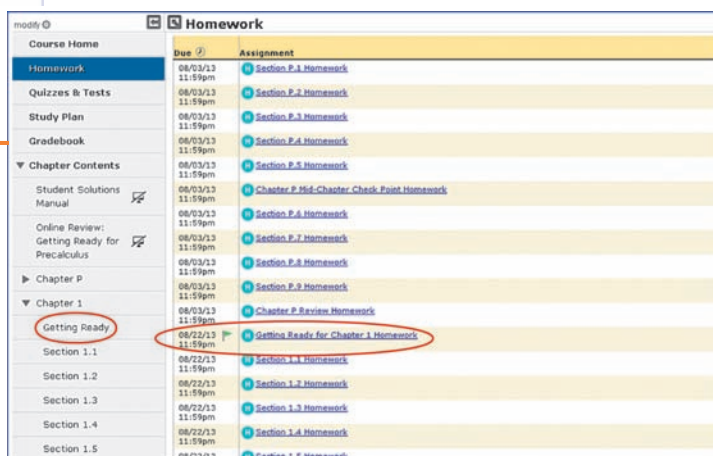 modify
Homework
Course Home
Homework
Quizzes & Tests
Study Plan
Gradebook
Chapter Contents
Student Solutions
Manual
Online Review:
Getting Ready for
Precalculus
Chapter P
Chapter 1
Getting Ready
Section 1.1
Section 1.2
Section 1.3
Section 1.4
Section 1.5
Due Assignment
08/03/13 H Section P.1 Homework
11:59pm
08/03/13 H Section P.2 Homework
11:59pm
08/03/13 H Section P.3 Homework
11:59pm
08/03/13 H Section P.4 Homework
11:59pm
08/03/13 H Section P.5 Homework
11:59pm
08/03/13 H Chapter P Mid-Chapter Check Point Homework
11:59pm
08/03/13 H Section P.6 Homework
11:59pm
08/03/13 H Section P.7 Homework
11:59pm
08/03/13 H Section P.8 Homework
11:59pm
08/03/13 H Section P.9 Homework
11:59pm
08/03/13 H Chapter P Review Homework
11:59pm
08/22/13 H Getting Ready for Chapter 1 Homework
11:59pm
08/22/13 H Section 1.1 Homework
11:59pm
08/22/13 H Section 1.2 Homework
11:59pm
08/22/13 H Section 1.3 Homework
11:59pm
08/22/13 H Section 1.4 Homework
11:59pm
08/22/13 H Section 1.5 Homework